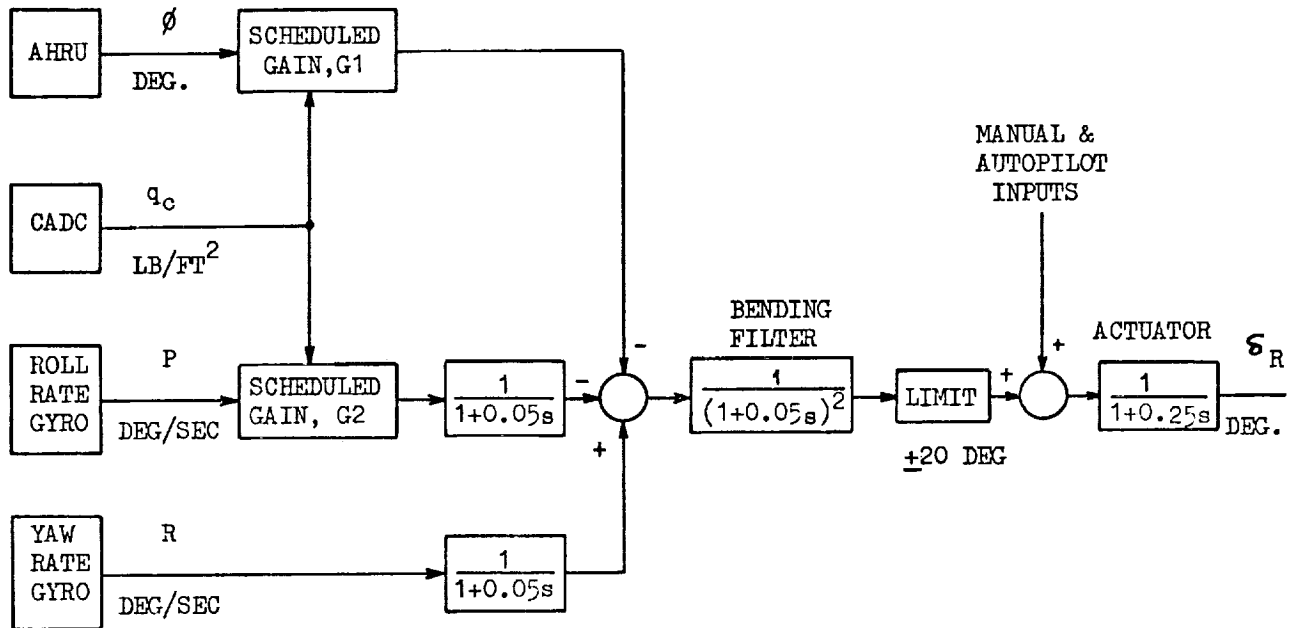 AHRU
ϕ
DEG.
SCHEDULED
GAIN,G1
CADC
q_c
LB/FT²
MANUAL &
AUTOPILOT
INPUTS
ROLL
RATE
GYRO
P
DEG/SEC
SCHEDULED
GAIN, G2
1
1+0.05s
-
-
+
BENDING
FILTER
1
(1+0.05s)²
LIMIT
±20 DEG
+
+
ACTUATOR
1
1+0.25s
δ_R
DEG.
YAW
RATE
GYRO
R
DEG/SEC
1
1+0.05s